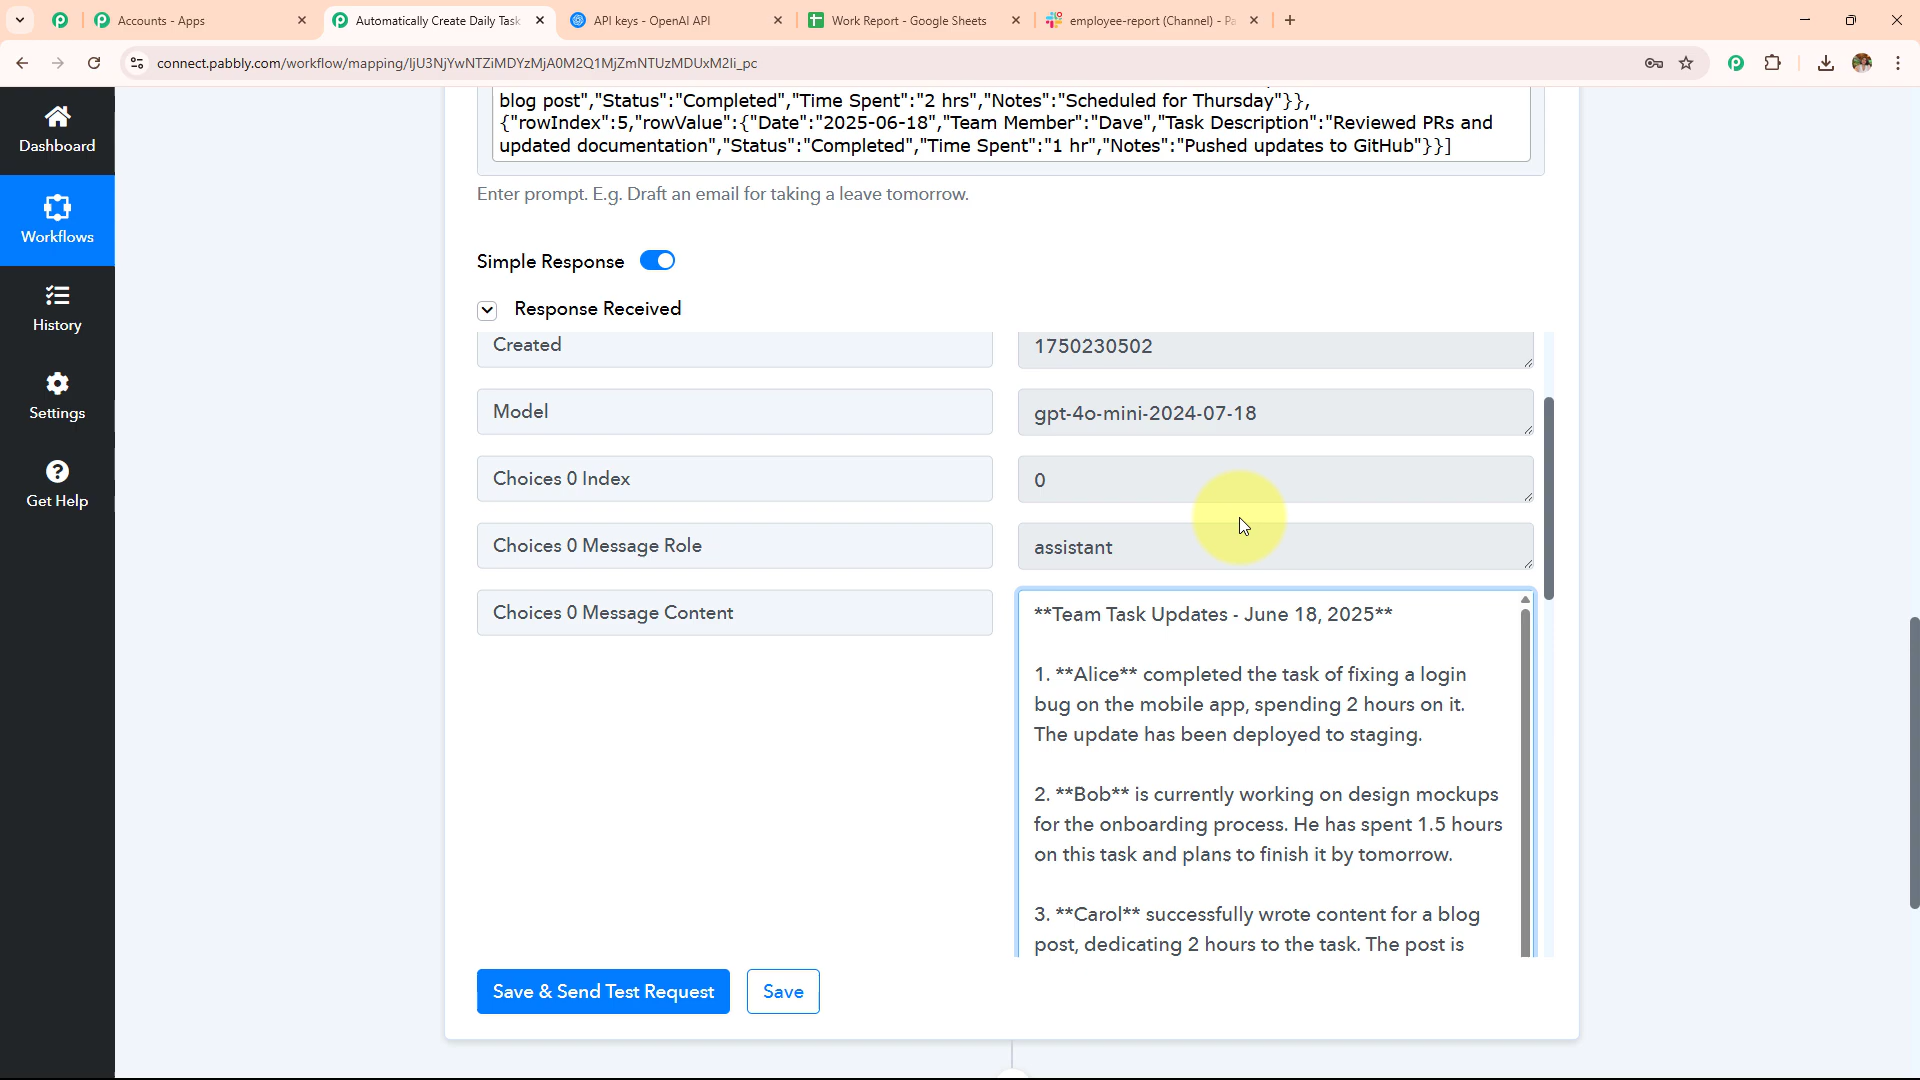 Accounts - Apps
Automatically Create Daily Task
API keys - OpenAI API
Work Report - Google Sheets
employee-report (Channel) - Pa
connect.pabbly.com/workflow/mapping/IjU3NjYwNTZiMDYzMjA0M2Q1MjZmNTUzMDUxM2Ii_pc
Dashboard
Workflows
History
Settings
Get Help
blog post","Status":"Completed","Time Spent":"2 hrs","Notes":"Scheduled for Thursday"}},
{"rowIndex":5,"rowValue":{"Date":"2025-06-18","Team Member":"Dave","Task Description":"Reviewed PRs and
updated documentation","Status":"Completed","Time Spent":"1 hr","Notes":"Pushed updates to GitHub"}}]
Enter prompt. E.g. Draft an email for taking a leave tomorrow.
Simple Response
Response Received
Created
1750230502
Model
gpt-4o-mini-2024-07-18
Choices 0 Index
0
Choices 0 Message Role
assistant
Choices 0 Message Content
**Team Task Updates - June 18, 2025**
1. **Alice** completed the task of fixing a login
bug on the mobile app, spending 2 hours on it.
The update has been deployed to staging.
2. **Bob** is currently working on design mockups
for the onboarding process. He has spent 1.5 hours
on this task and plans to finish it by tomorrow.
3. **Carol** successfully wrote content for a blog
post, dedicating 2 hours to the task. The post is
Save & Send Test Request
Save